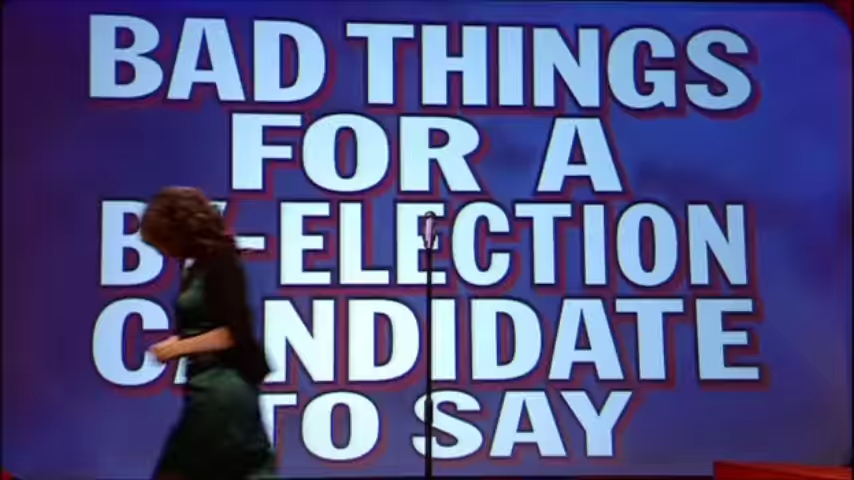 BAD THINGS
FOR A
BY-ELECTION
CANDIDATE
TO SAY